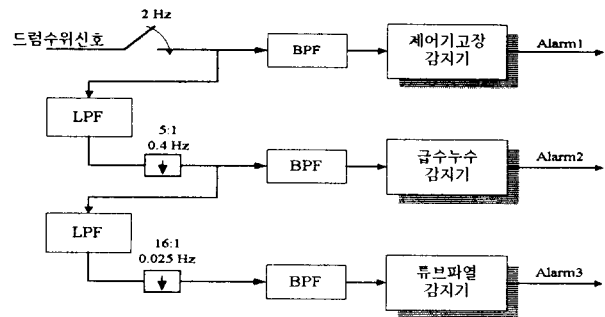 2 Hz
드럼수위신호
BPF
제어기고장
감지기
Alarm1
LPF
5:1
0.4 Hz
BPF
급수누수
감지기
Alarm2
LPF
16:1
0.025 Hz
BPF
튜브파열
감지기
Alarm3